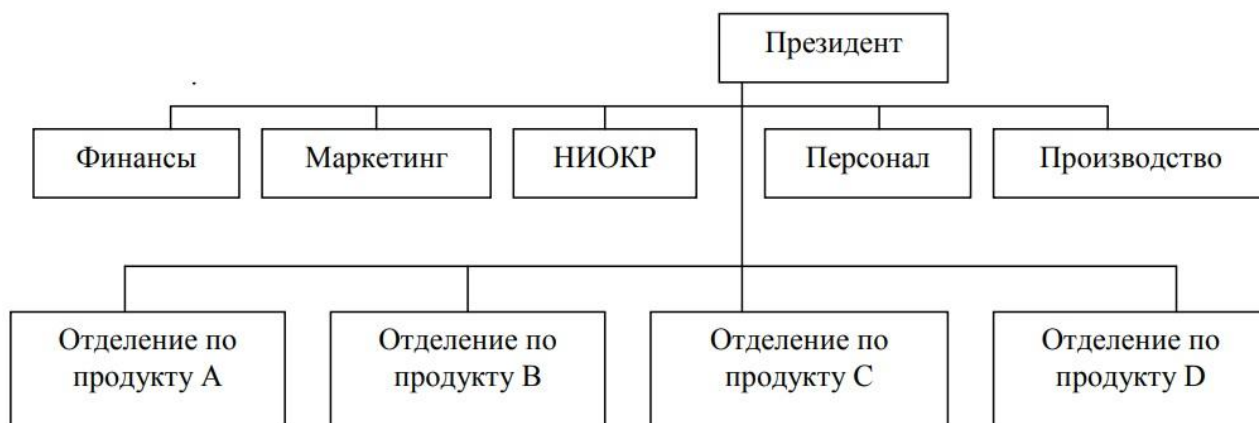 Президент
Финансы
Маркетинг
НИОКР
Персонал
Производство
Отделение по
продукту А
Отделение по
продукту В
Отделение по
продукту С
Отделение по
продукту D